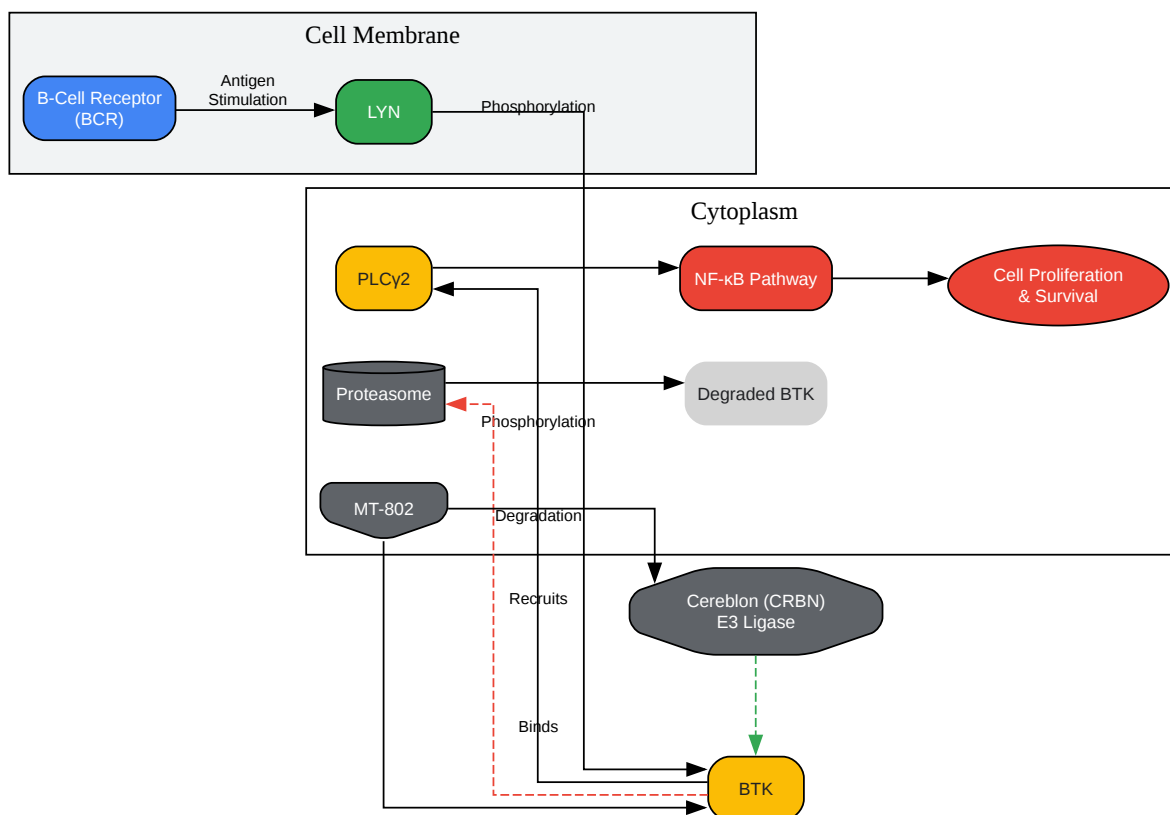 Cell Membrane
B-Cell Receptor
(BCR)
Antigen
Stimulation
LYN
Phosphorylation
Cytoplasm
PLCγ2
NF-κB Pathway
Cell Proliferation
& Survival
Proteasome
Degraded BTK
Phosphorylation
MT-802
Degradation
Recruits
Cereblon (CRBN)
E3 Ligase
Binds
BTK